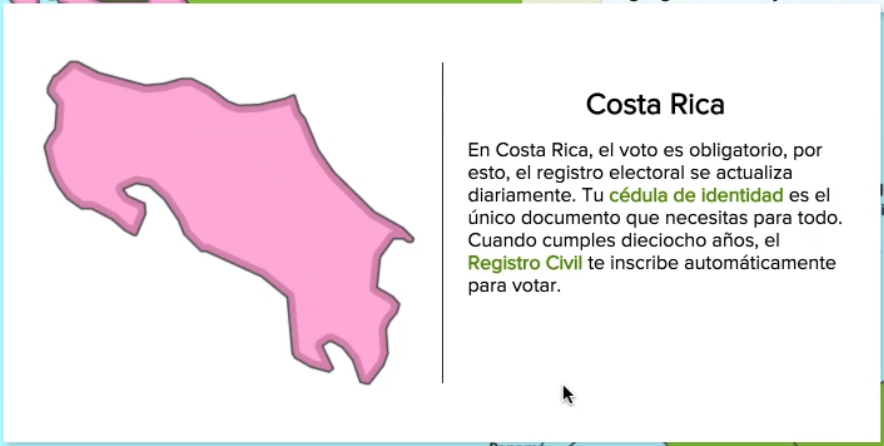 Costa Rica
En Costa Rica, el voto es obligatorio, por
esto, el registro electoral se actualiza
diariamente. Tu cédula de identidad es el
único documento que necesitas para todo.
Cuando cumples dieciocho años, el
Registro Civil te inscribe automáticamente
para votar.